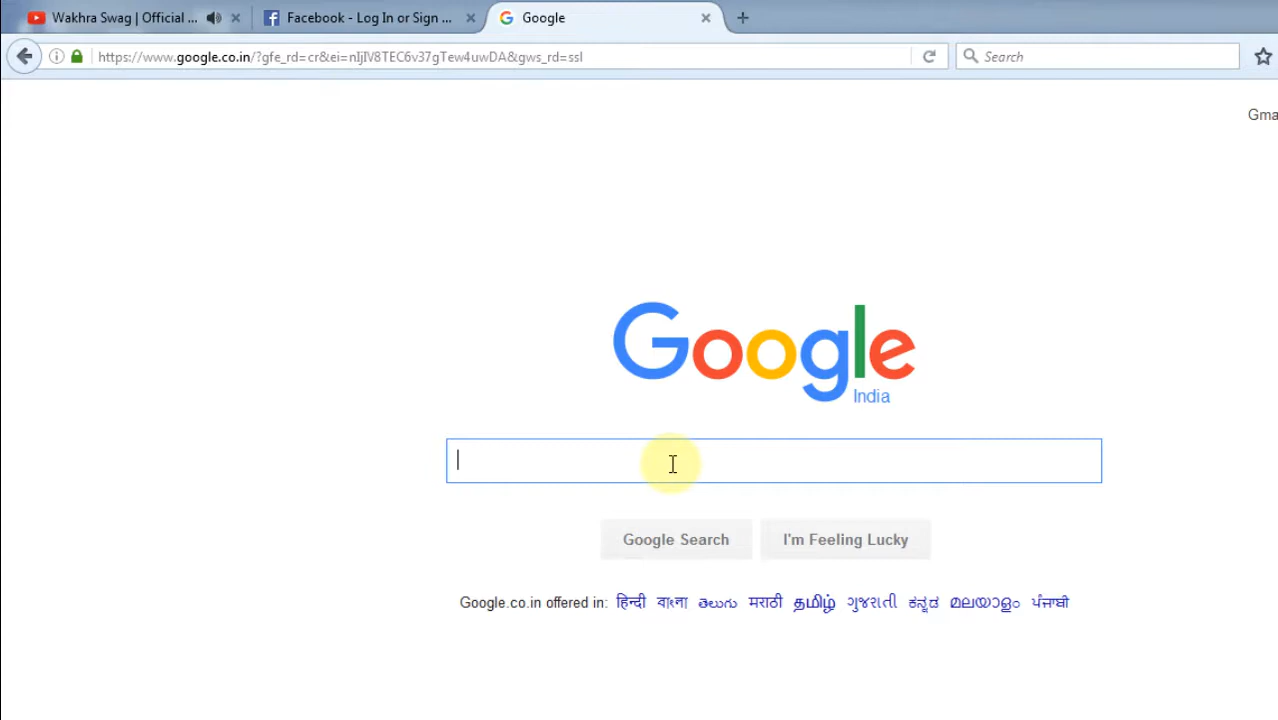 Wakhra Swag | Official ...
Facebook - Log In or Sign ...
Google
https://www.google.co.in/?gfe_rd=cr&ei=nIjIV8TEC6v37gTew4uwDA&gws_rd=ssl
Search
Gma
Google
India
Google Search
I'm Feeling Lucky
Google.co.in offered in: हिन्दी বাংলা తెలుగు मराठी தமிழ் ગુજરાતી ಕನ್ನಡ മലയാളം ਪੰਜਾਬੀ